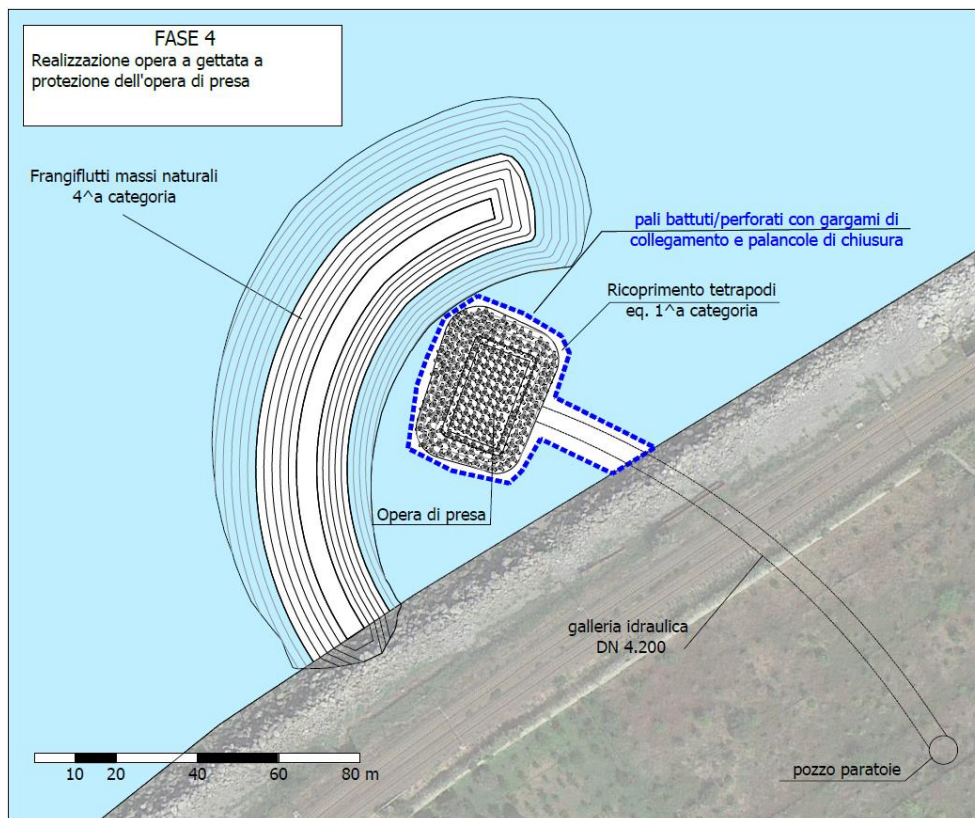 FASE 4
Realizzazione opera a gettata a
protezione dell'opera di presa
Frangiflutti massi naturali
4^a categoria
pali battuti/perforati con gargami di
collegamento e palancole di chiusura
Ricoprimento tetrapodi
eq. 1^a categoria
Opera di presa
galleria idraulica
DN 4.200
pozzo paratoie
10 20 40 60 80 m